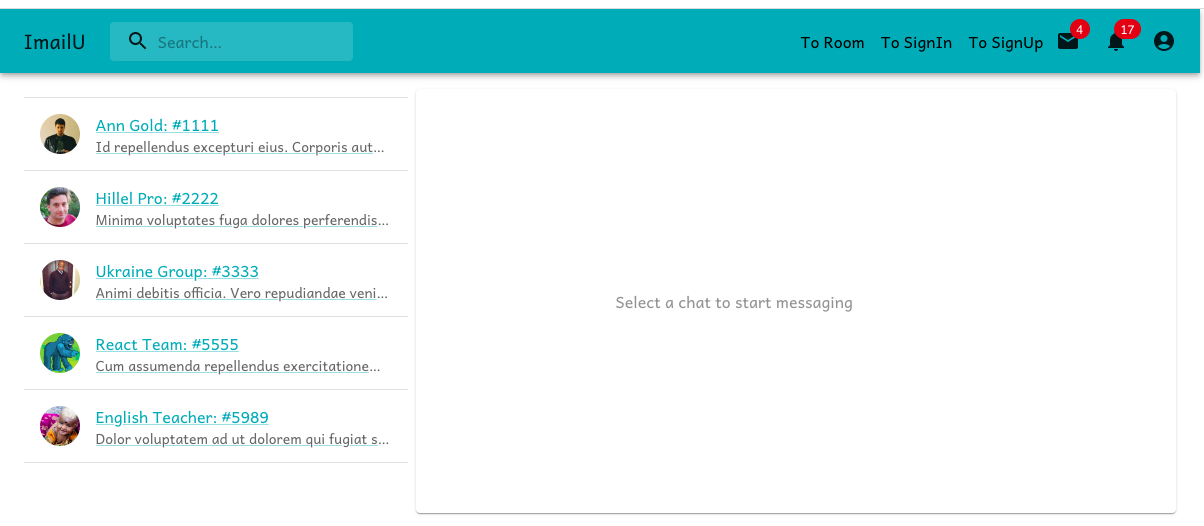 ImailU
Search...
To Room To SignIn To SignUp 4 17
Ann Gold: #1111
Id repellendus excepturi eius. Corporis aut...
Hillel Pro: #2222
Minima voluptates fuga dolores perferendis...
Ukraine Group: #3333
Animi debitis officia. Vero repudiandae veni...
React Team: #5555
Cum assumenda repellendus exercitatione...
English Teacher: #5989
Dolor voluptatem ad ut dolorem qui fugiat s...
Select a chat to start messaging